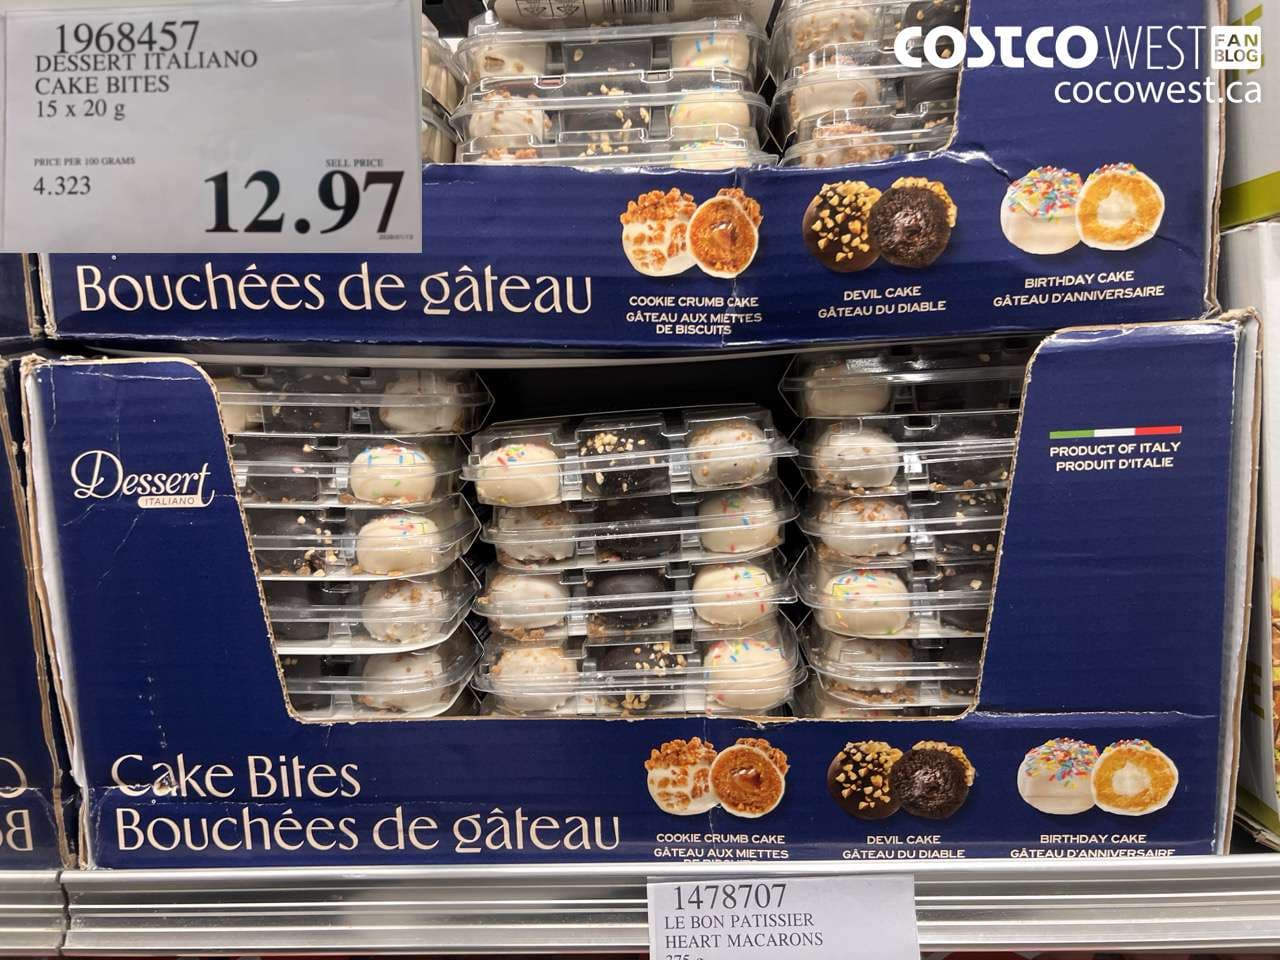 1968457
DESSERT ITALIANO
CAKE BITES
15 x 20 g
PRICE PER 100 GRAMS
4.323
SELL PRICE
12.97
COSTCO WEST FAN BLOG
cocowest.ca
Bouchées de gâteau
COOKIE CRUMB CAKE
GÂTEAU AUX MIETTES
DE BISCUITS
DEVIL CAKE
GÂTEAU DU DIABLE
BIRTHDAY CAKE
GÂTEAU D'ANNIVERSAIRE
Dessert
ITALIANO
PRODUCT OF ITALY
PRODUIT D'ITALIE
Cake Bites
Bouchées de gâteau
COOKIE CRUMB CAKE
GÂTEAU AUX MIETTES
DE BISCUITS
DEVIL CAKE
GÂTEAU DU DIABLE
BIRTHDAY CAKE
GÂTEAU D'ANNIVERSAIRE
1478707
LE BON PATISSIER
HEART MACARONS
375 g